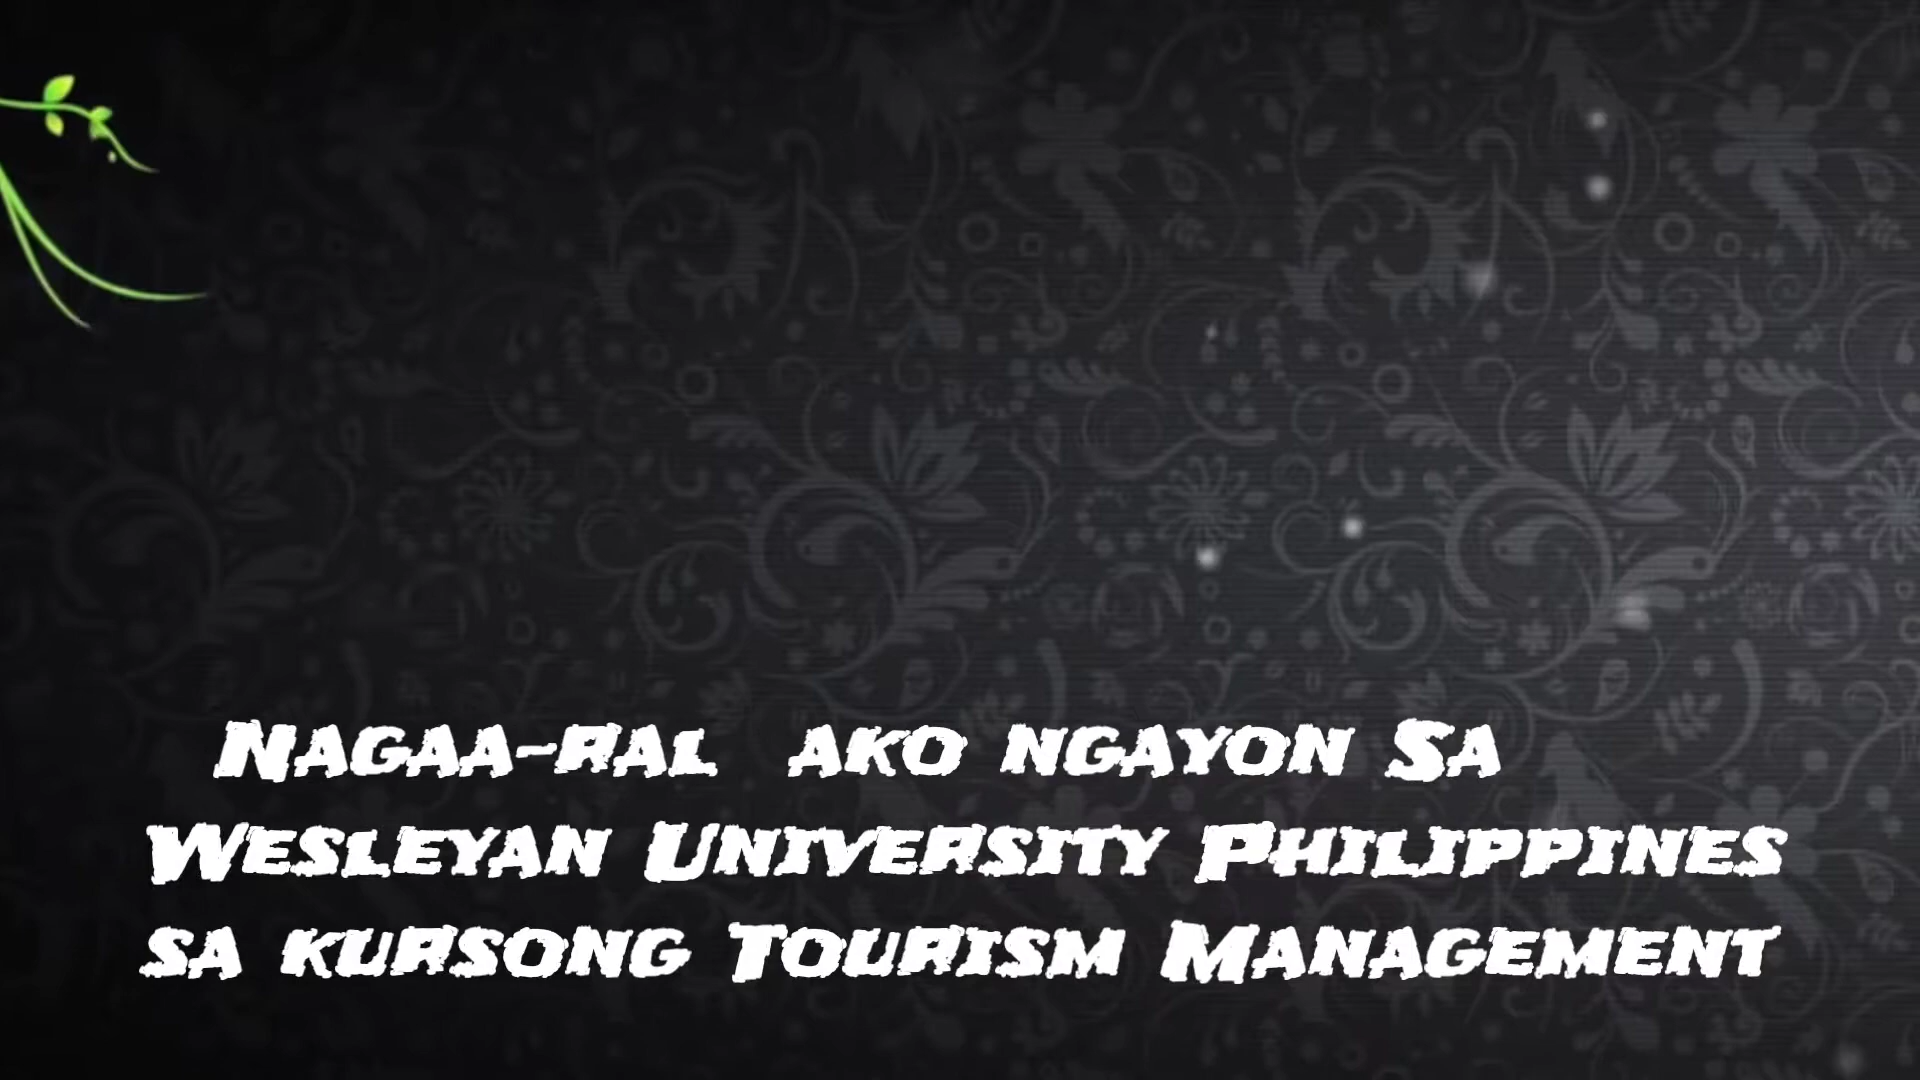 Nagaa-ral ako ngayon Sa
Wesleyan University Philippines
sa kursong Tourism Management